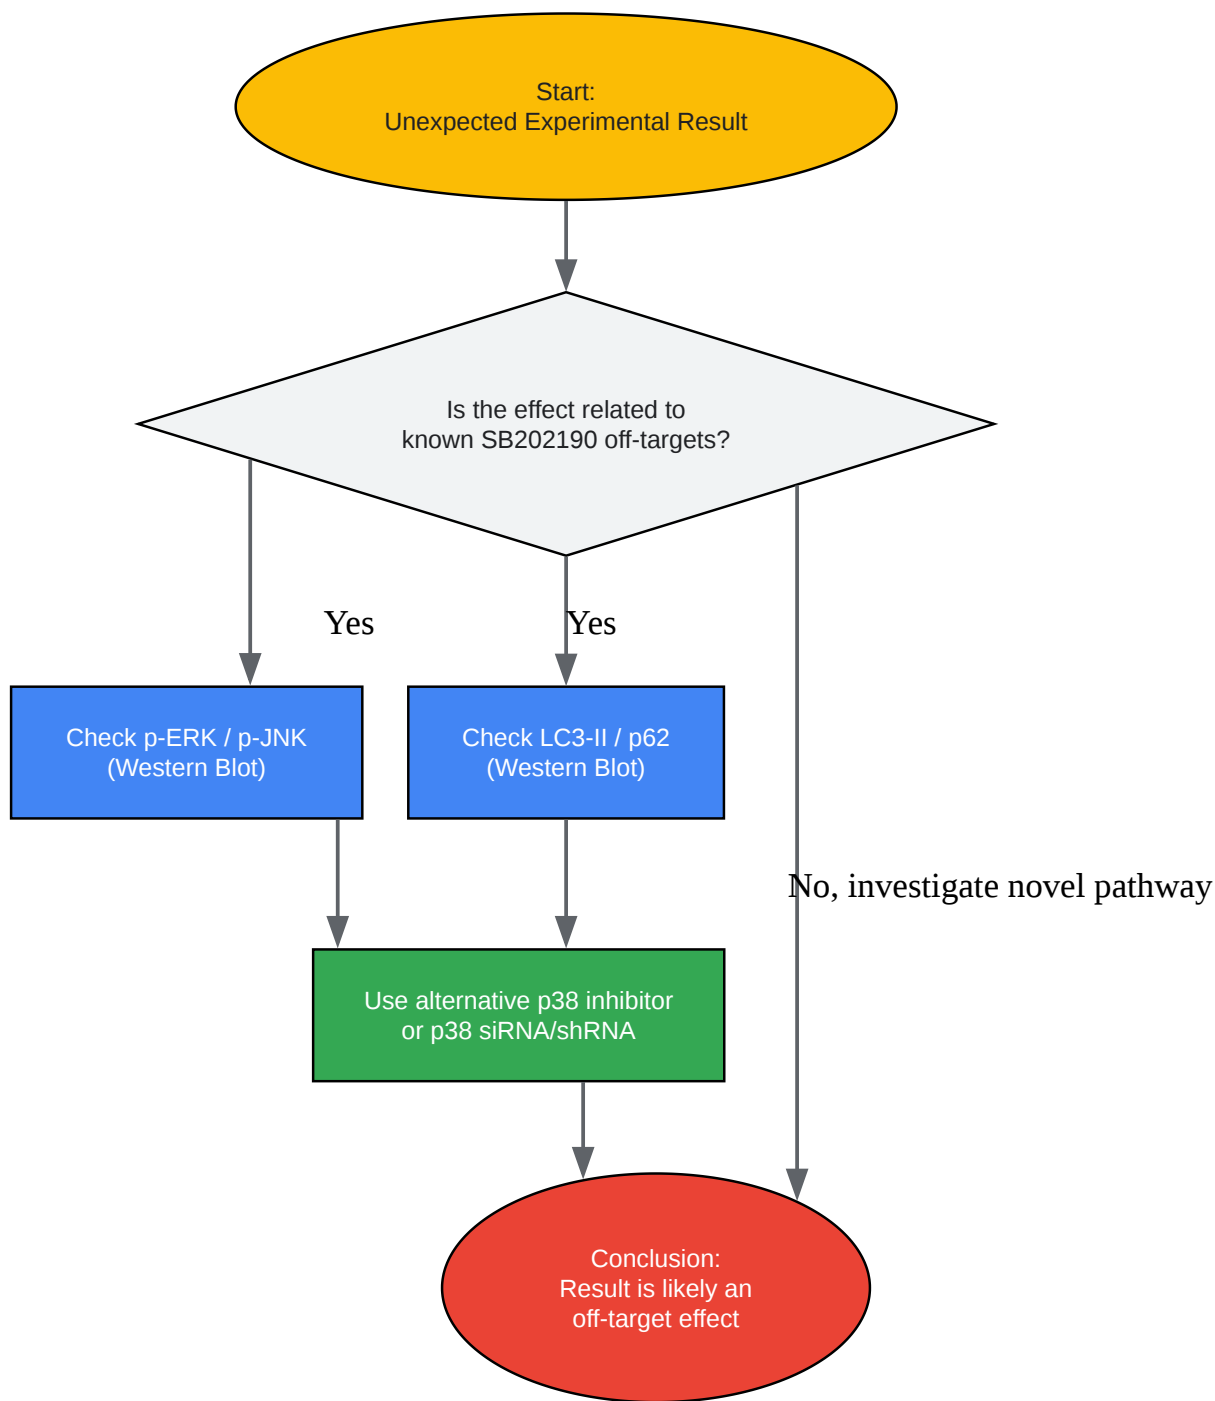 Start:
Unexpected Experimental Result
Is the effect related to
known SB202190 off-targets?
Yes
Yes
Check p-ERK / p-JNK
(Western Blot)
Check LC3-II / p62
(Western Blot)
No, investigate novel pathway
Use alternative p38 inhibitor
or p38 siRNA/shRNA
Conclusion:
Result is likely an
off-target effect